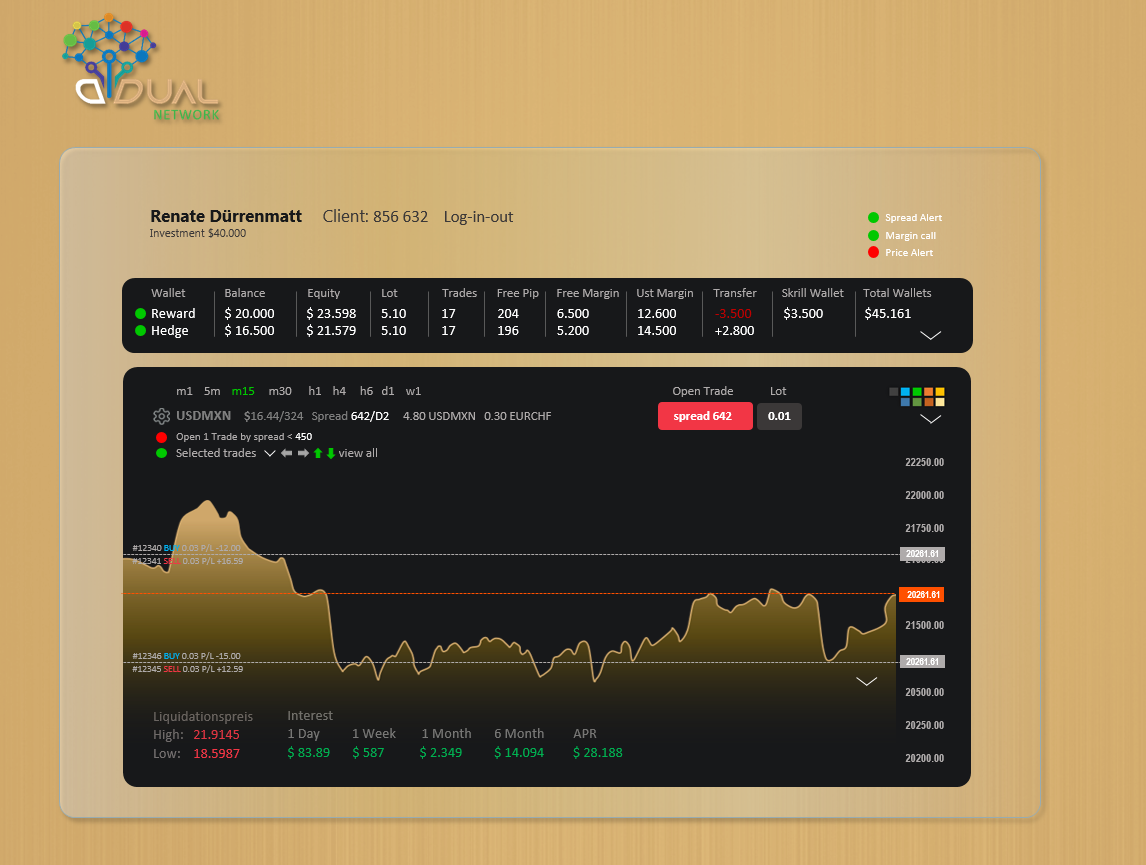 DUAL
NETWORK
Renate Dürrenmatt Client: 856 632 Log-in-out
Investment $40.000
Spread Alert
Margin call
Price Alert
Wallet Balance Equity Lot Trades Free Pip Free Margin Ust Margin Transfer Skrill Wallet Total Wallets
Reward $ 20.000 $ 23.598 5.10 17 204 6.500 12.600 -3.500 $3.500 $45.161
Hedge $ 16.500 $ 21.579 5.10 17 196 5.200 14.500 +2.800
m1 5m m15 m30 h1 h4 h6 d1 w1 Open Trade Lot
USDMXN $16.44/324 Spread 642/D2 4.80 USDMXN 0.30 EURCHF spread 642 0.01
Open 1 Trade by spread < 450
Selected trades view all
22250.00
22000.00
21750.00
#12340 BUY 0.03 P/L -12.00
20261.61
#12341 SELL 0.03 P/L +16.59
20261.61
21500.00
#12346 BUY 0.03 P/L -15.00
20261.61
#12345 SELL 0.03 P/L +12.59
20500.00
Liquidationspreis Interest
20250.00
High: 21.9145 1 Day 1 Week 1 Month 6 Month APR
Low: 18.5987 $ 83.89 $ 587 $ 2.349 $ 14.094 $ 28.188
20200.00